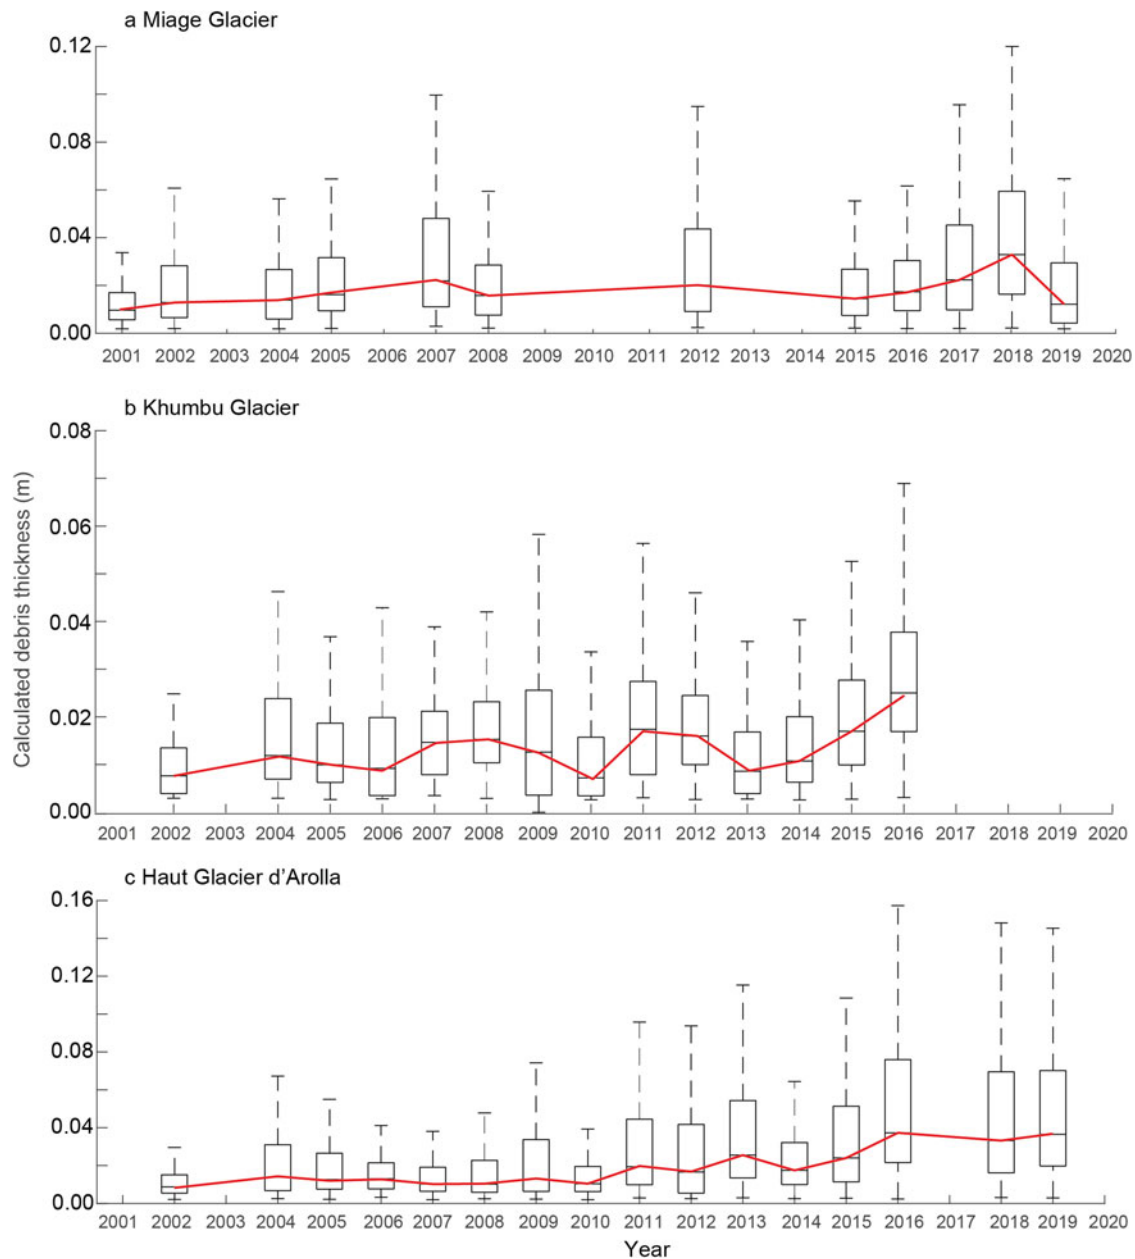 a Miage Glacier
0.12
0.08
0.04
0.00
2001 2002 2003 2004 2005 2006 2007 2008 2009 2010 2011 2012 2013 2014 2015 2016 2017 2018 2019 2020
b Khumbu Glacier
0.08
0.06
0.04
0.02
0.00
2001 2002 2003 2004 2005 2006 2007 2008 2009 2010 2011 2012 2013 2014 2015 2016 2017 2018 2019 2020
Calculated debris thickness (m)
c Haut Glacier d'Arolla
0.16
0.12
0.08
0.04
0.00
2001 2002 2003 2004 2005 2006 2007 2008 2009 2010 2011 2012 2013 2014 2015 2016 2017 2018 2019 2020
Year